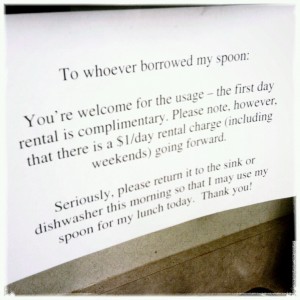 To whoever borrowed my spoon:
You're welcome for the usage – the first day
rental is complimentary. Please note, however,
that there is a $1/day rental charge (including
weekends) going forward.
Seriously, please return it to the sink or
dishwasher this morning so that I may use my
spoon for my lunch today.  Thank you!